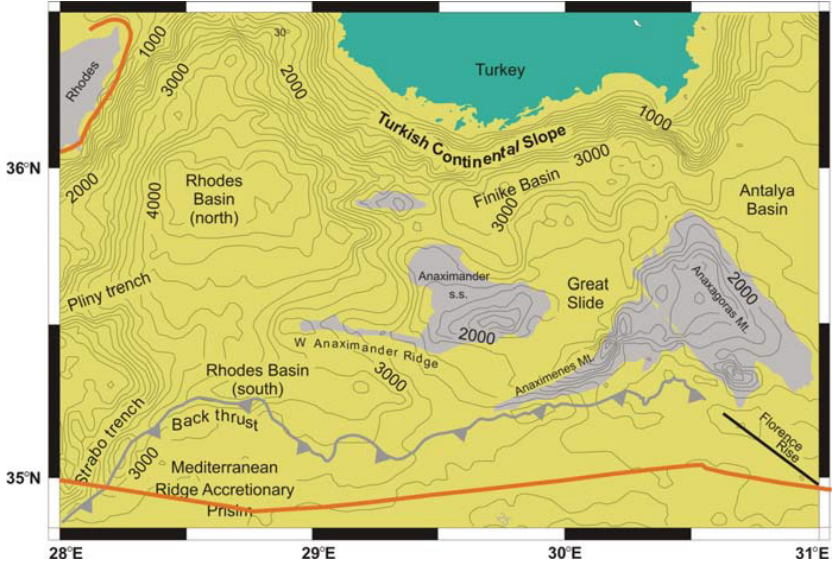 30°
Turkey
Rhodes
1000
3000
2000
2000
Turkish Continental Slope
1000
3000
36°N
4000
Rhodes
Basin
(north)
Finike Basin
3000
Antalya
Basin
Pliny trench
Anaximander
s.s.
2000
Great
Slide
Anaxagoras Mt.
2000
W Anaximander Ridge
3000
Anaximenes Mt.
Rhodes Basin
(south)
Back thrust
Strabo trench
3000
Florence
Rise
Mediterranean
Ridge Accretionary
Prisim
35°N
28°E
29°E
30°E
31°E